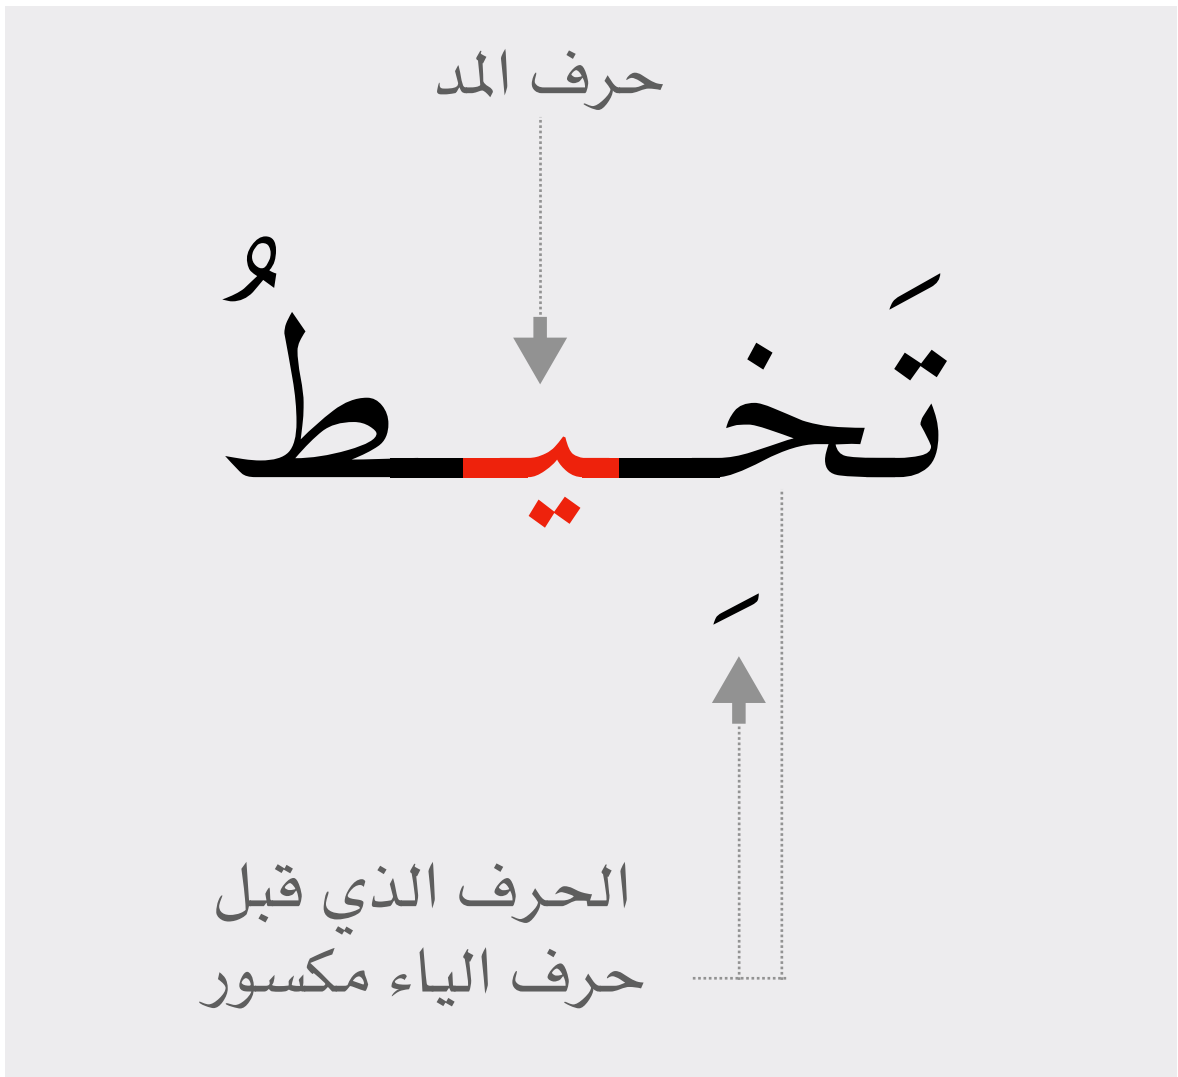 حرف المد
تَخِيطُ
الحرف الذي قبل
حرف الياء مكسور